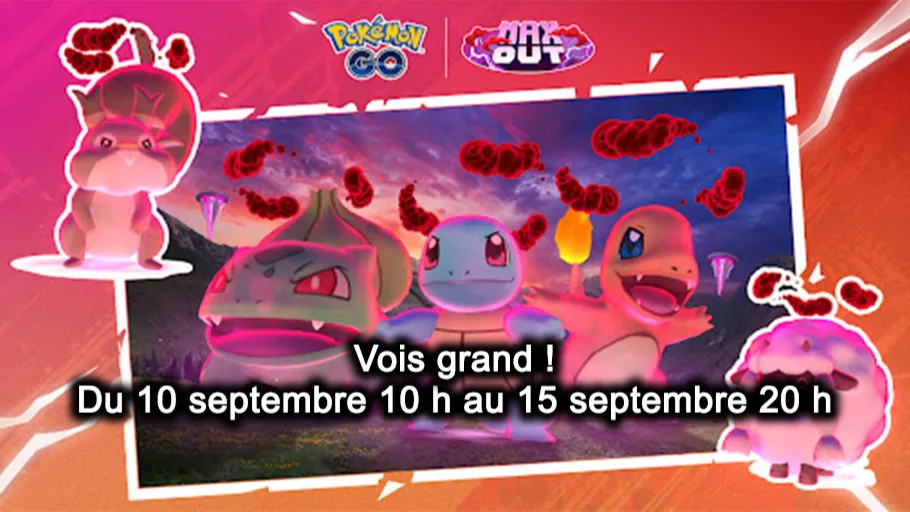 POKÉMON
GO
MAX
OUT
Vois grand !
Du 10 septembre 10 h au 15 septembre 20 h